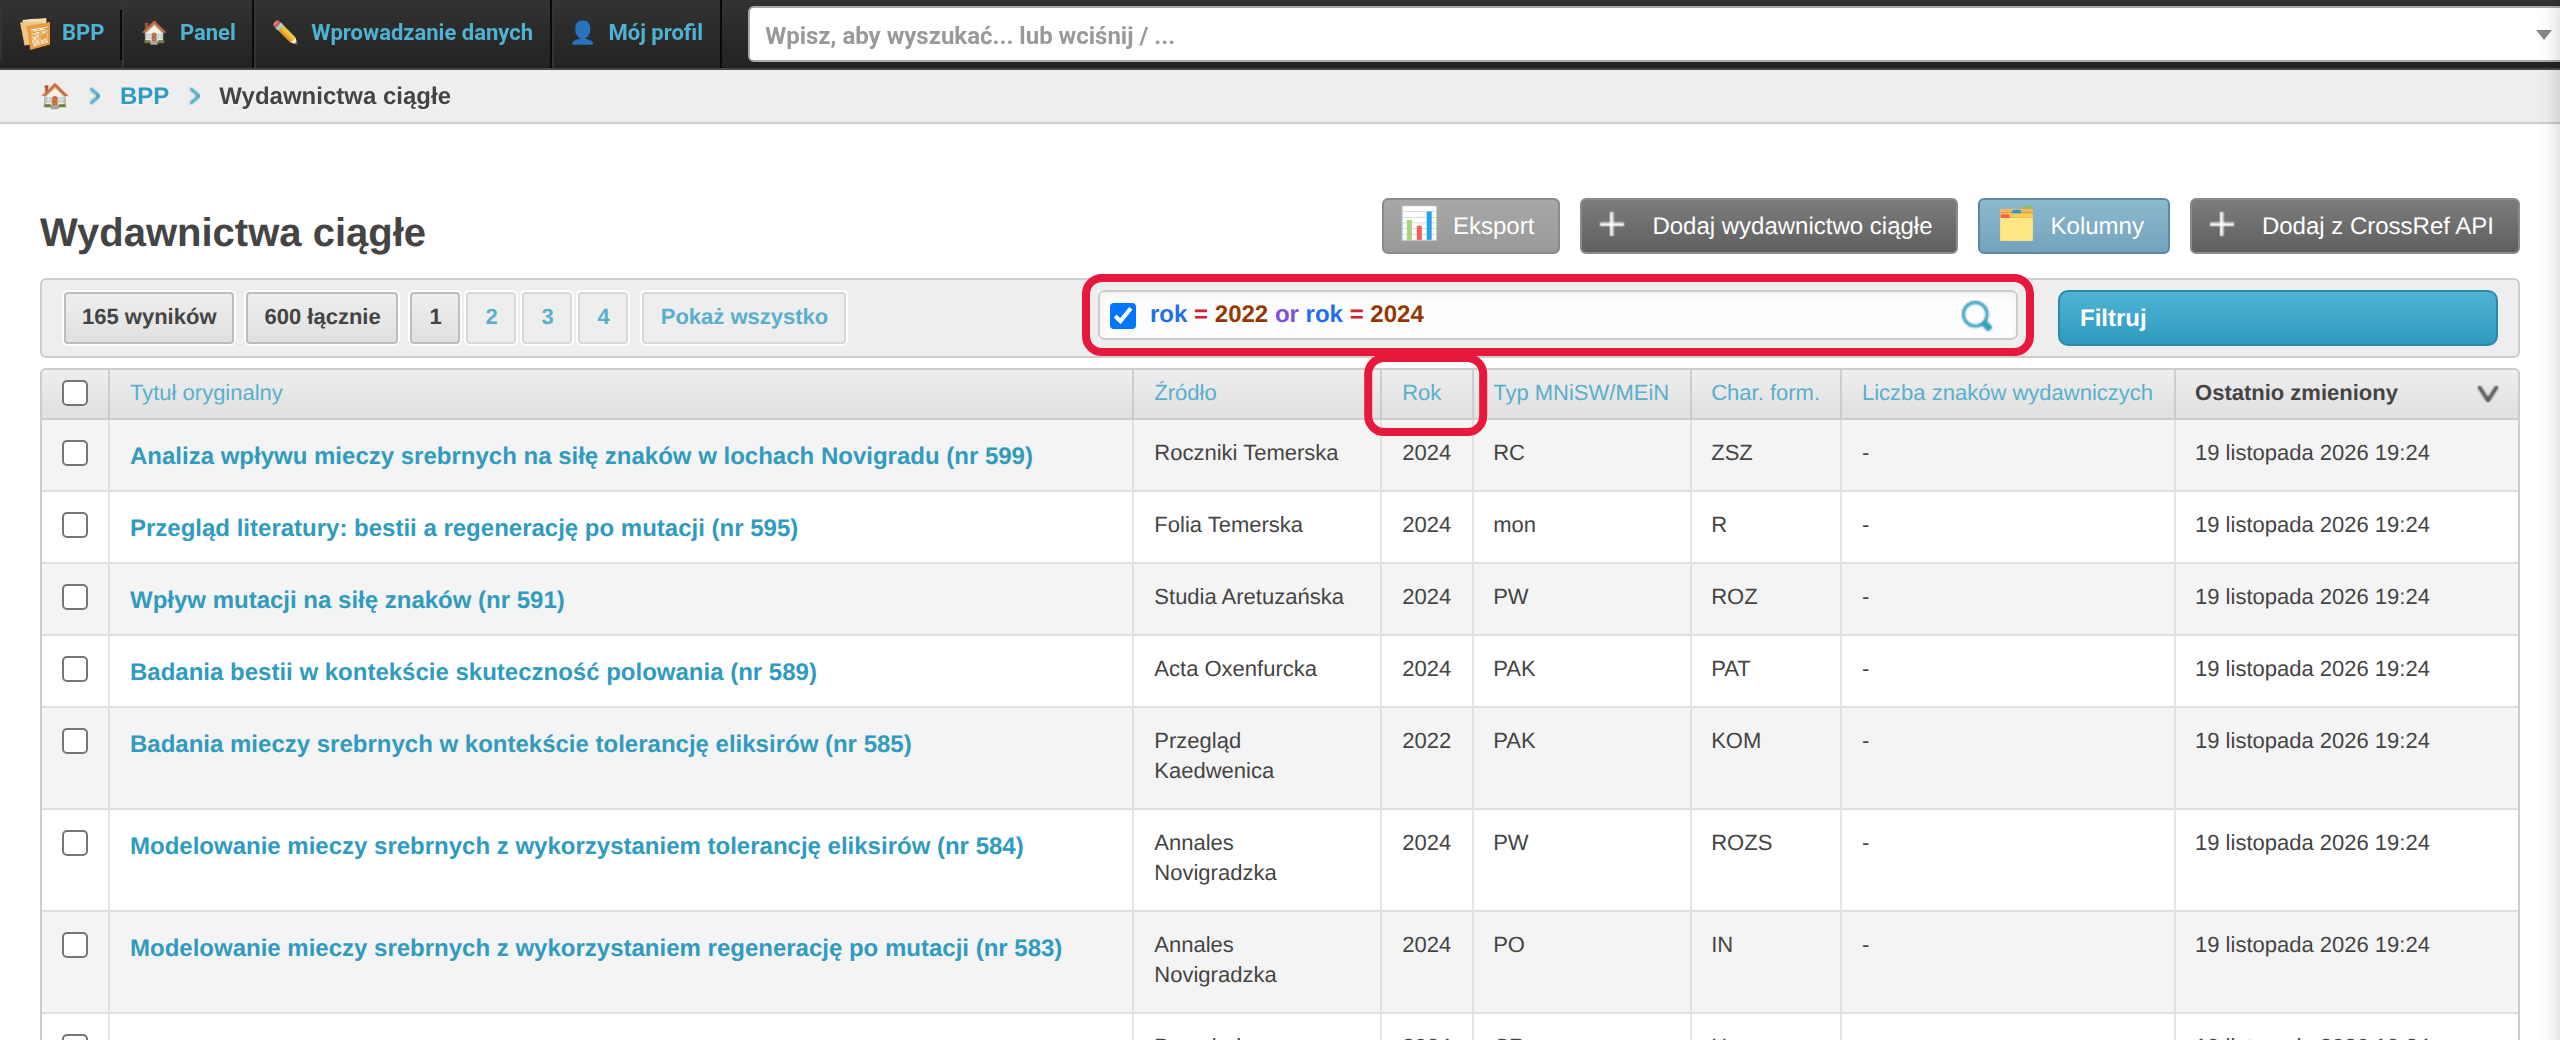 BPP Panel Wprowadzanie danych Mój profil Wpisz, aby wyszukać... lub wciśnij / ...
BPP Wydawnictwa ciągłe
Wydawnictwa ciągłe
Eksport Dodaj wydawnictwo ciągłe Kolumny Dodaj z CrossRef API
165 wyników 600 łącznie 1 2 3 4 Pokaż wszystko rok = 2022 or rok = 2024 Filtruj
Tytuł oryginalny Źródło Rok Typ MNiSW/MEiN Char. form. Liczba znaków wydawniczych Ostatnio zmieniony
Analiza wpływu mieczy srebrnych na siłę znaków w lochach Novigradu (nr 599) Roczniki Temerska 2024 RC ZSZ - 19 listopada 2026 19:24
Przegląd literatury: bestii a regenerację po mutacji (nr 595) Folia Temerska 2024 mon R - 19 listopada 2026 19:24
Wpływ mutacji na siłę znaków (nr 591) Studia Aretuzańska 2024 PW ROZ - 19 listopada 2026 19:24
Badania bestii w kontekście skuteczność polowania (nr 589) Acta Oxenfurcka 2024 PAK PAT - 19 listopada 2026 19:24
Badania mieczy srebrnych w kontekście tolerancję eliksirów (nr 585) Przegląd 2022 PAK KOM - 19 listopada 2026 19:24
Kaedwenica
Modelowanie mieczy srebrnych z wykorzystaniem tolerancję eliksirów (nr 584) Annales 2024 PW ROZS - 19 listopada 2026 19:24
Novigradzka
Modelowanie mieczy srebrnych z wykorzystaniem regenerację po mutacji (nr 583) Annales 2024 PO IN - 19 listopada 2026 19:24
Novigradzka